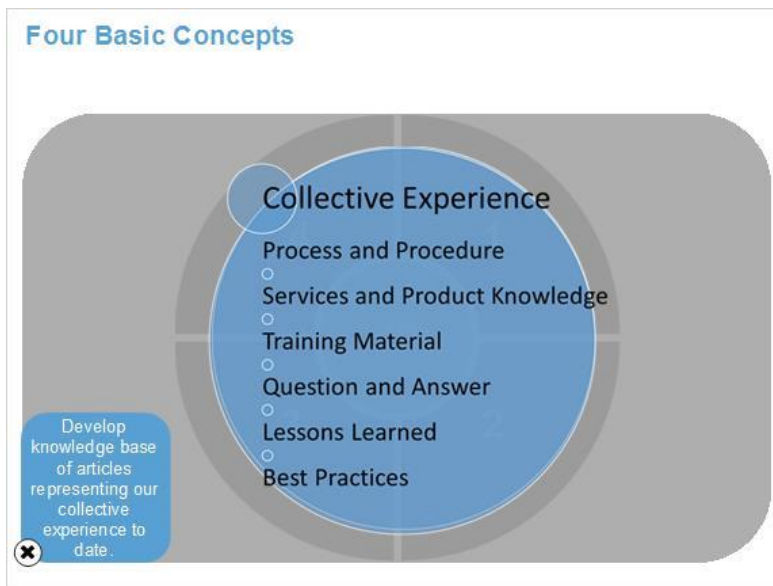 Four Basic Concepts
Collective Experience
Process and Procedure
Services and Product Knowledge
Training Material
Question and Answer
Lessons Learned
Best Practices
2
Develop
knowledge base
of articles
representing our
collective
experience to
date.